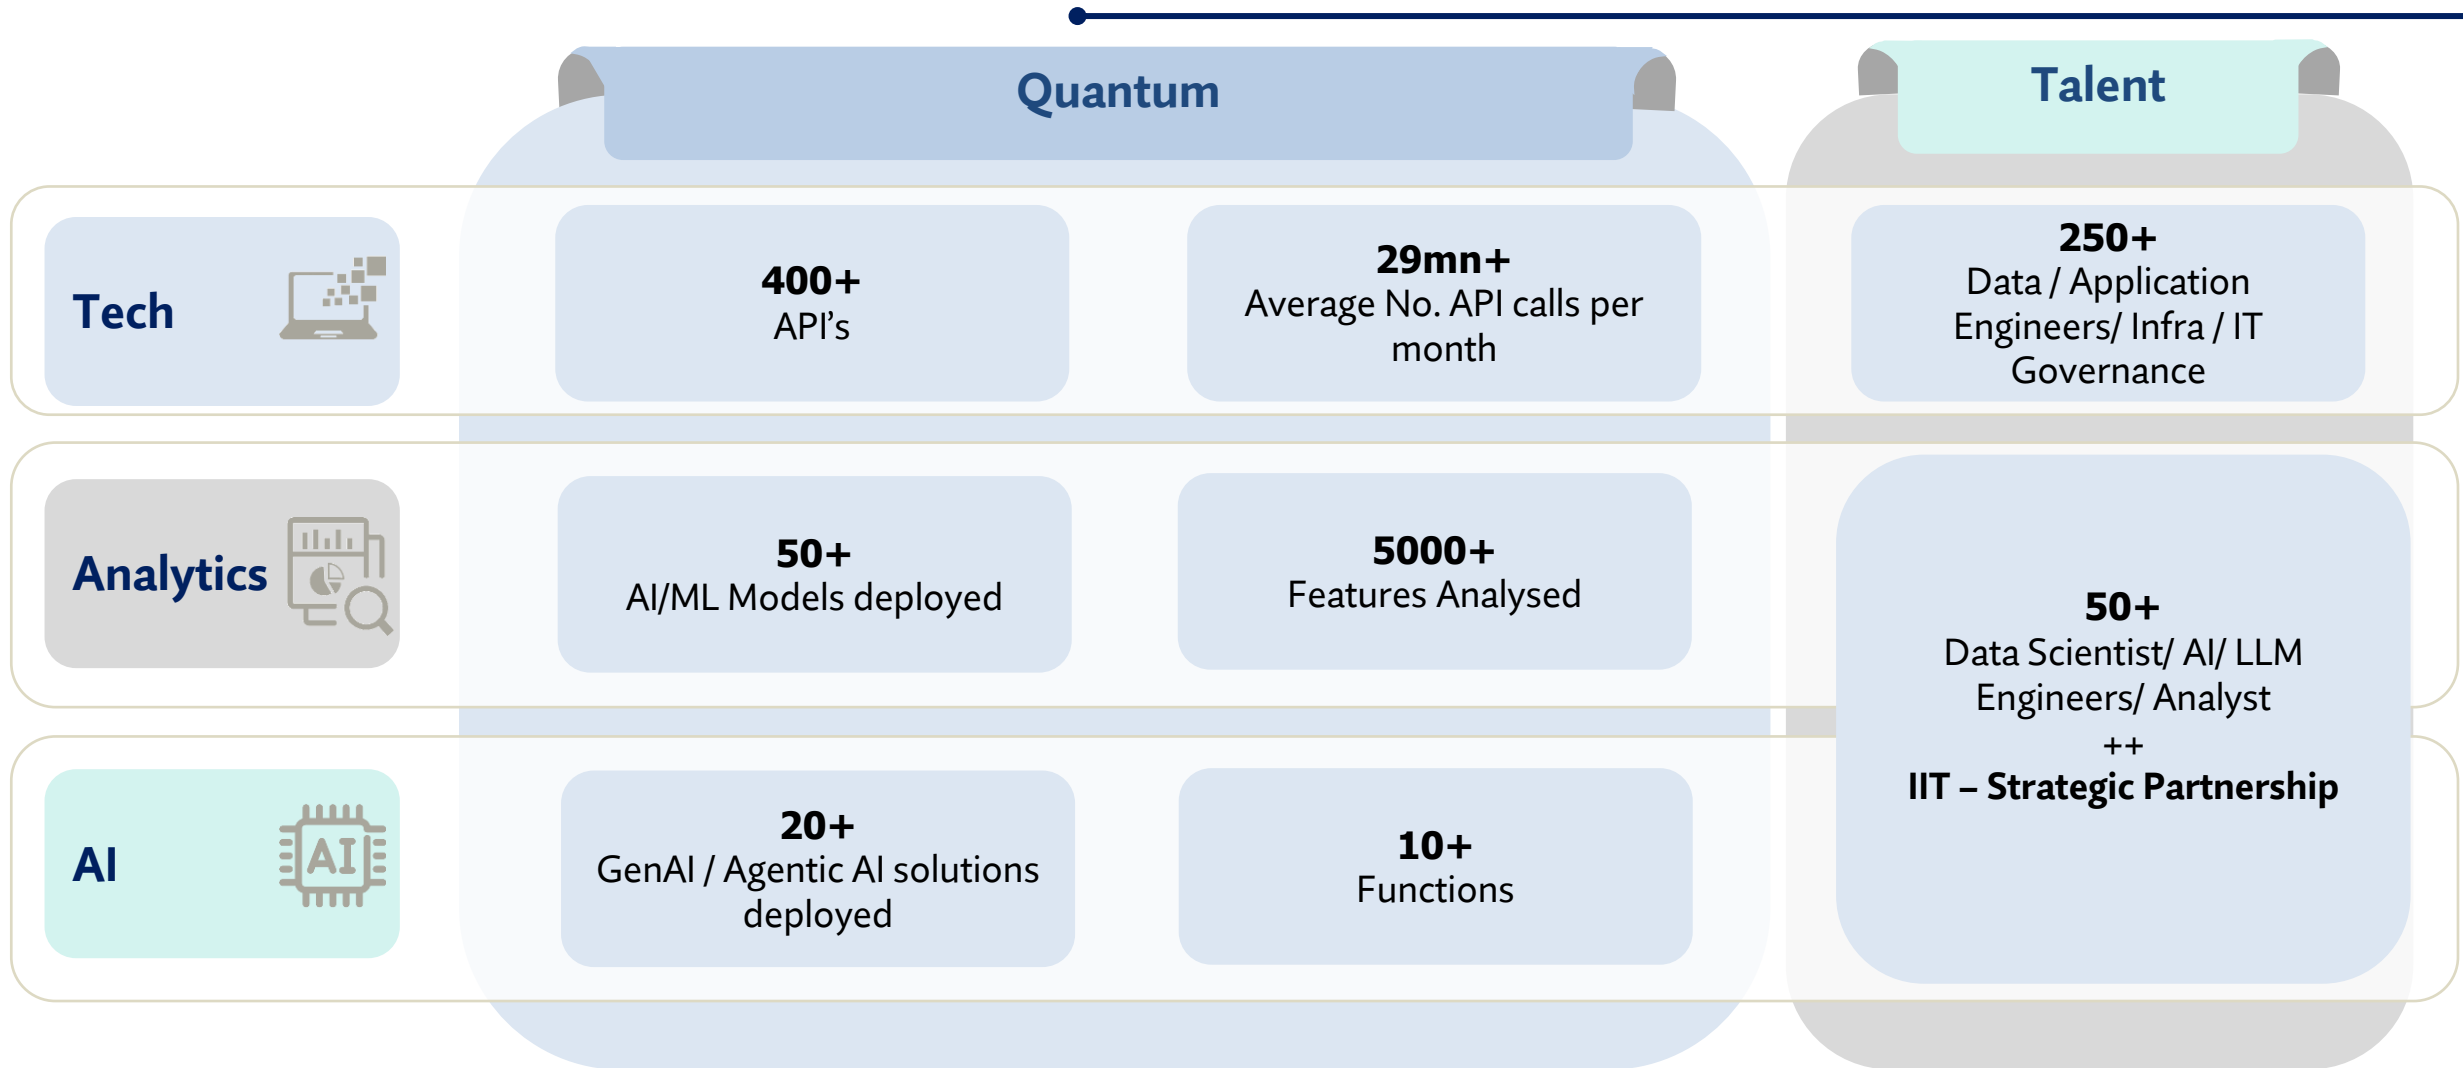 Quantum
Talent
Tech
400+
API's
29mn+
Average No. API calls per
month
250+
Data / Application
Engineers/ Infra / IT
Governance
Analytics
50+
AI/ML Models deployed
5000+
Features Analysed
50+
Data Scientist/ AI/ LLM
Engineers/ Analyst
++
IIT – Strategic Partnership
AI
AI
20+
GenAI / Agentic AI solutions
deployed
10+
Functions